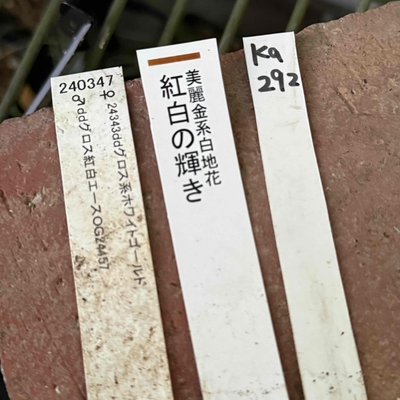 240347
♀24343ddグロス系ホワイトゴールド
♂ddグロス紅白エースOG24457
美麗金系白地花
紅白の輝き
Ka
292